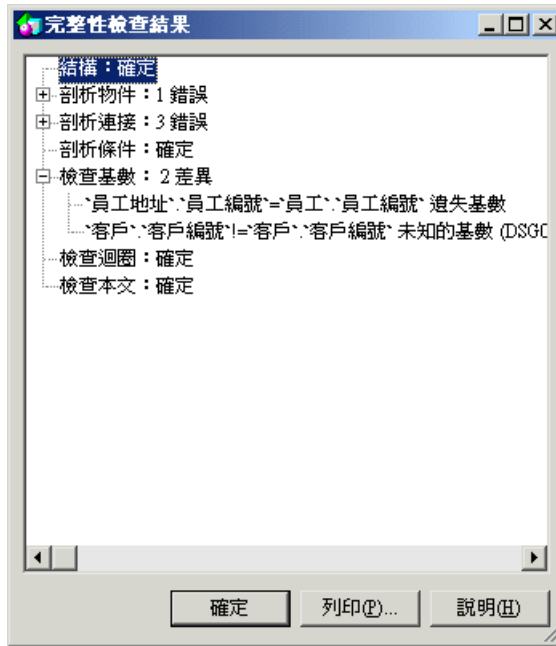 完整性檢查結果
結構：確定
剖析物件：1 錯誤
剖析連接：3 錯誤
剖析條件：確定
檢查基數： 2 差異
`員工地址`.`員工編號`=`員工`.`員工編號` 遺失基數
`客戶`.`客戶編號`!=`客戶`.`客戶編號` 未知的基數 (DSG
檢查迴圈：確定
檢查本文：確定
確定
列印(P)...
說明(H)